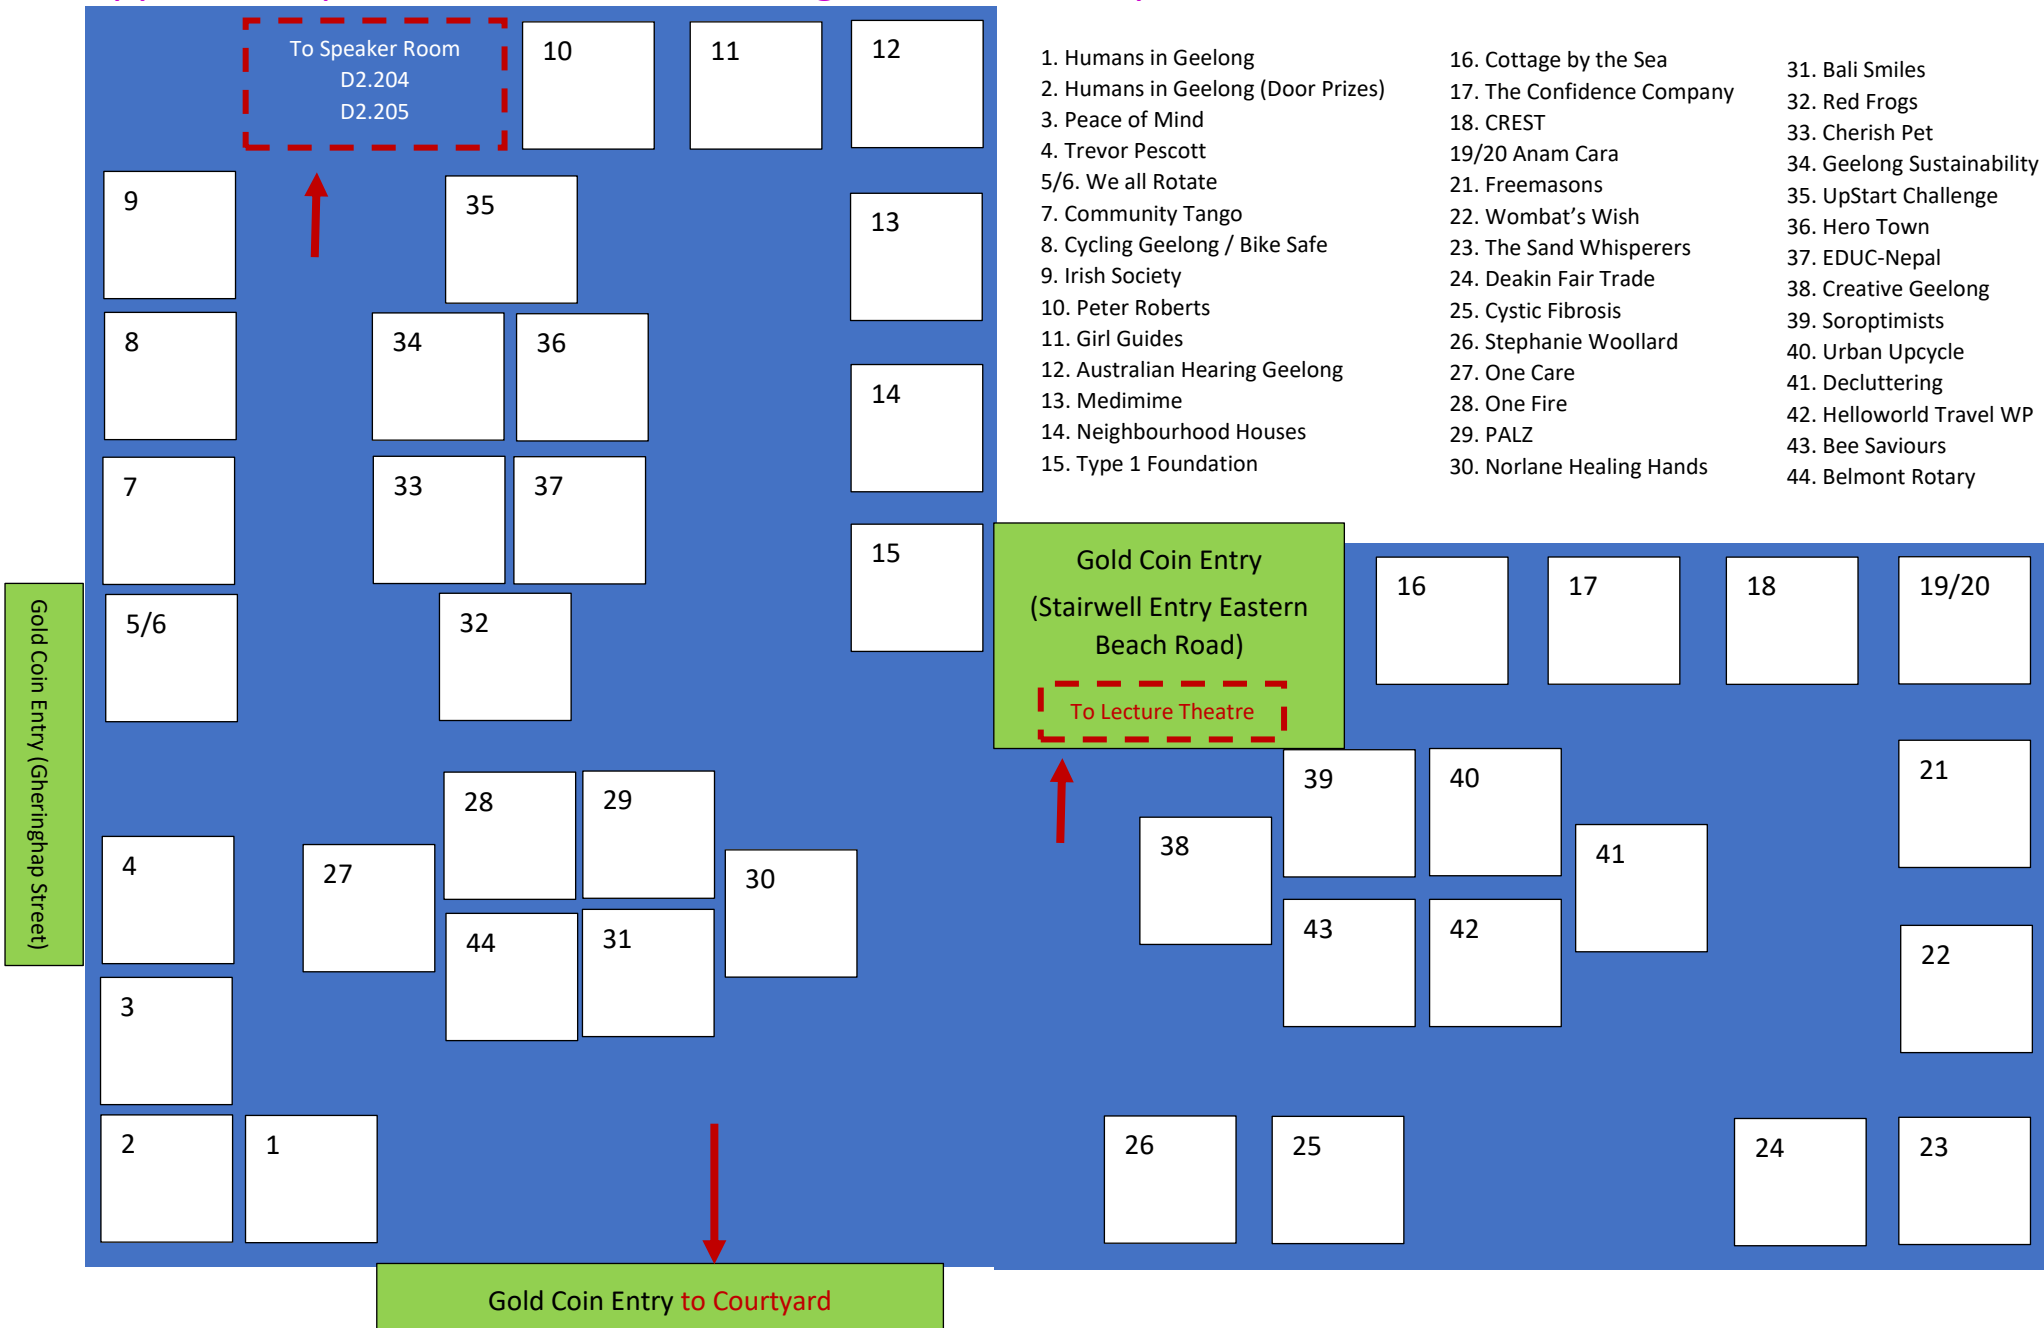 To Speaker Room
D2.204
D2.205
10
11
12
9
35
13
8
34
36
14
7
33
37
15
5/6
32
Gold Coin Entry (Gheringhap Street)
28
29
4
27
30
44
31
3
2
1
Gold Coin Entry to Courtyard
1. Humans in Geelong
2. Humans in Geelong (Door Prizes)
3. Peace of Mind
4. Trevor Pescott
5/6. We all Rotate
7. Community Tango
8. Cycling Geelong / Bike Safe
9. Irish Society
10. Peter Roberts
11. Girl Guides
12. Australian Hearing Geelong
13. Medimime
14. Neighbourhood Houses
15. Type 1 Foundation
16. Cottage by the Sea
17. The Confidence Company
18. CREST
19/20 Anam Cara
21. Freemasons
22. Wombat’s Wish
23. The Sand Whisperers
24. Deakin Fair Trade
25. Cystic Fibrosis
26. Stephanie Woollard
27. One Care
28. One Fire
29. PALZ
30. Norlane Healing Hands
31. Bali Smiles
32. Red Frogs
33. Cherish Pet
34. Geelong Sustainability
35. UpStart Challenge
36. Hero Town
37. EDUC-Nepal
38. Creative Geelong
39. Soroptimists
40. Urban Upcycle
41. Decluttering
42. Helloworld Travel WP
43. Bee Saviours
44. Belmont Rotary
Gold Coin Entry
(Stairwell Entry Eastern
Beach Road)
To Lecture Theatre
16
17
18
19/20
39
40
21
38
41
43
42
22
26
25
24
23